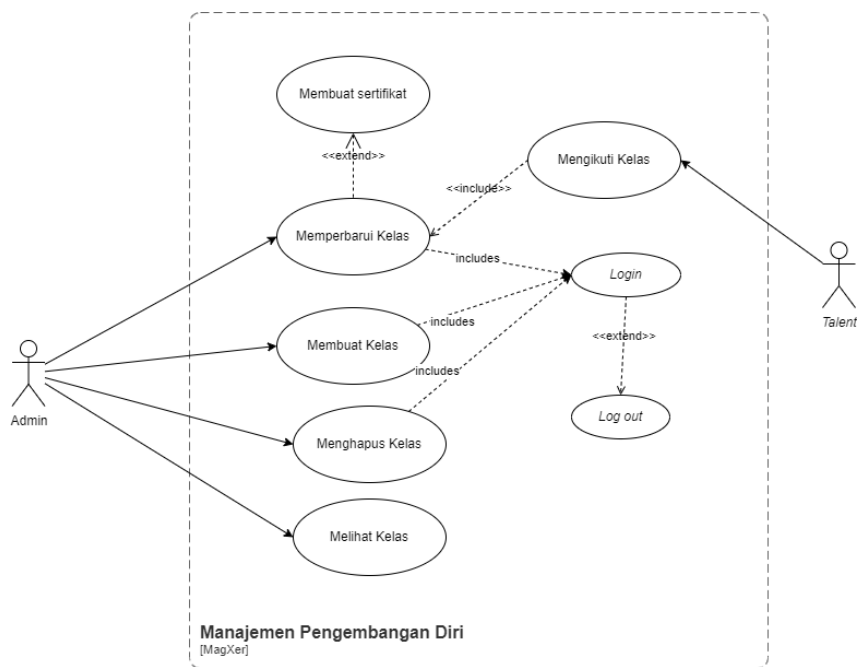 Membuat sertifikat
<<extend>>
Mengikuti Kelas
<<include>>
Memperbarui Kelas
includes
Login
Talent
<<extend>>
includes
Membuat Kelas
includes
Admin
Log out
Menghapus Kelas
Melihat Kelas
Manajemen Pengembangan Diri
[MagXer]